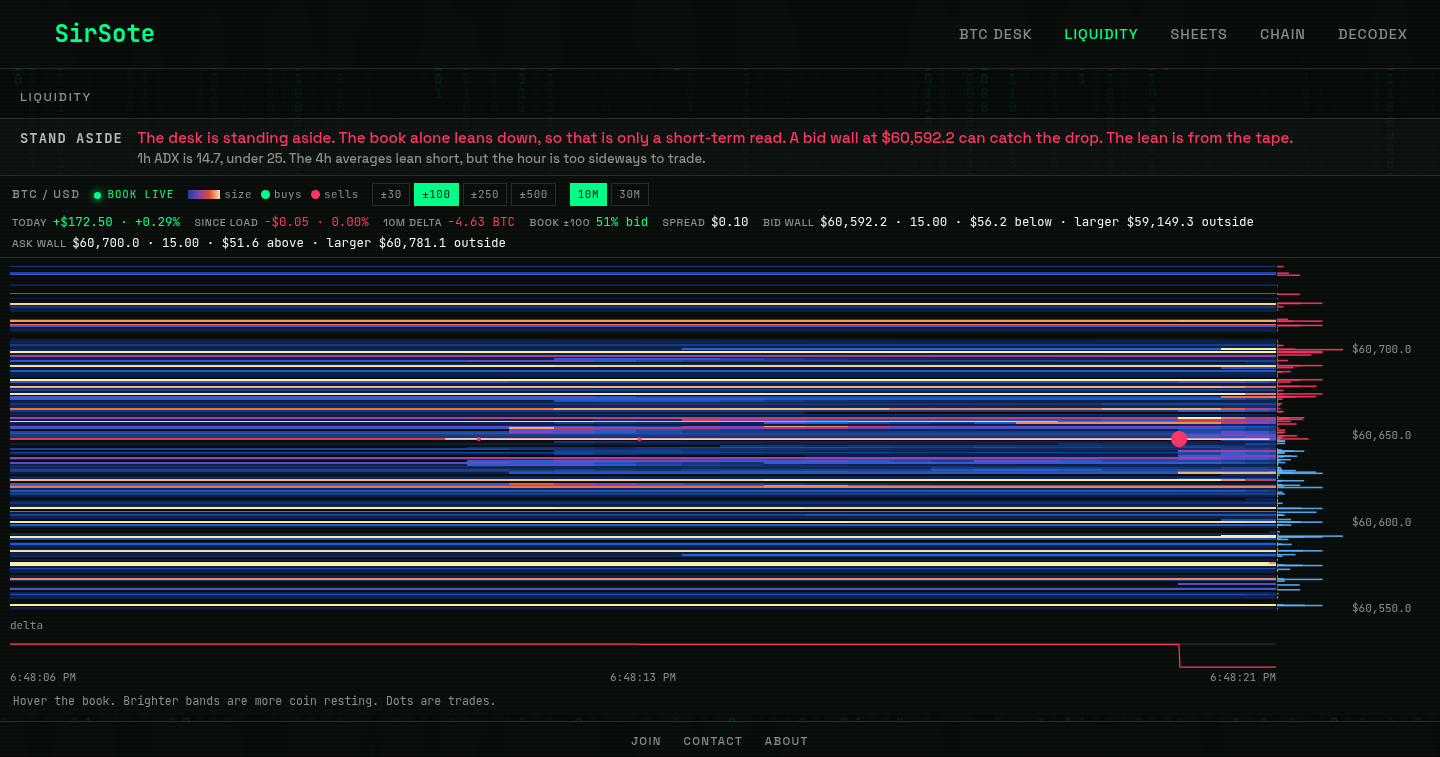 SirSote
BTC DESK LIQUIDITY SHEETS CHAIN DECODEX
LIQUIDITY
STAND ASIDE The desk is standing aside. The book alone leans down, so that is only a short-term read. A bid wall at $60,592.2 can catch the drop. The lean is from the tape.
1h ADX is 14.7, under 25. The 4h averages lean short, but the hour is too sideways to trade.
BTC / USD BOOK LIVE size buys sells ±30 ±100 ±250 ±500 10M 30M
TODAY +$172.50 · +0.29% SINCE LOAD -$0.05 · 0.00% 10M DELTA -4.63 BTC BOOK ±100 51% bid SPREAD $0.10 BID WALL $60,592.2 · 15.00 · $56.2 below · larger $59,149.3 outside
ASK WALL $60,700.0 · 15.00 · $51.6 above · larger $60,781.1 outside
$60,700.0
$60,650.0
$60,600.0
$60,550.0
delta
6:48:06 PM 6:48:13 PM 6:48:21 PM
Hover the book. Brighter bands are more coin resting. Dots are trades.
JOIN CONTACT ABOUT